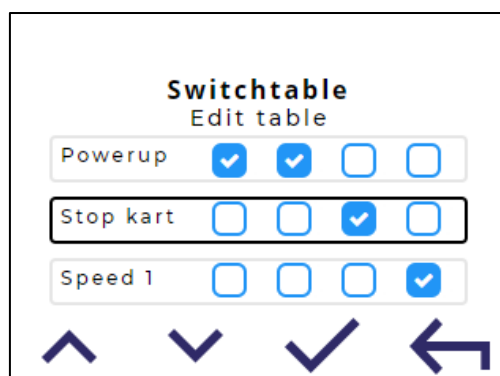 Switchtable
Edit table
Powerup
Stop kart
Speed 1